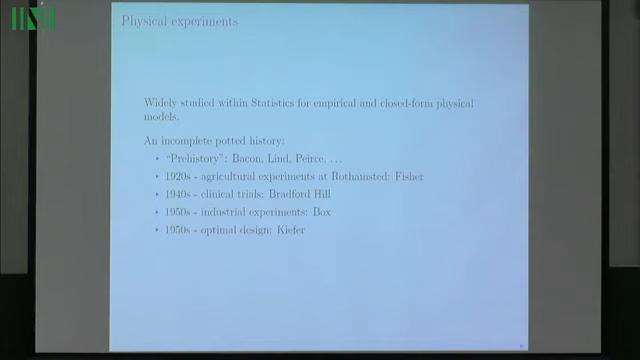 Physical experiments
Widely studied within Statistics for empirical and closed-form physical
models.
An incomplete potted history:
"Prehistory": Bacon, Lind, Peirce, ...
1920s - agricultural experiments at Rothamsted: Fisher
1940s - clinical trials: Bradford Hill
1950s - industrial experiments: Box
1950s - optimal design: Kiefer